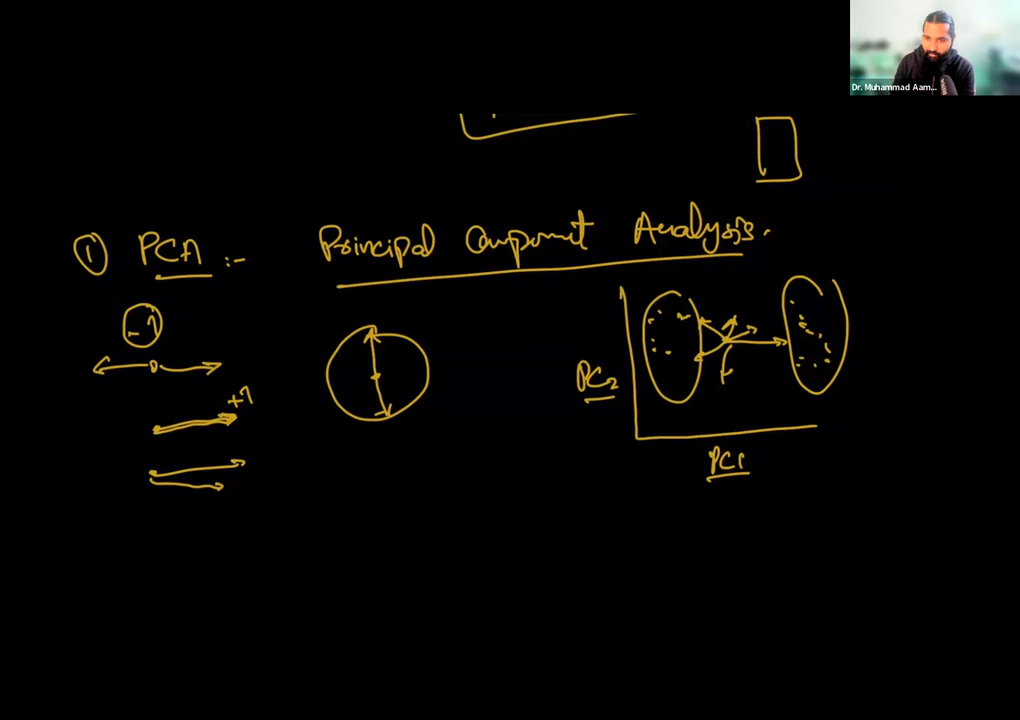 Dr. Muhammad Aam...
① PCA :- Principal Component Analysis.
-1
+1
PC2
PC1